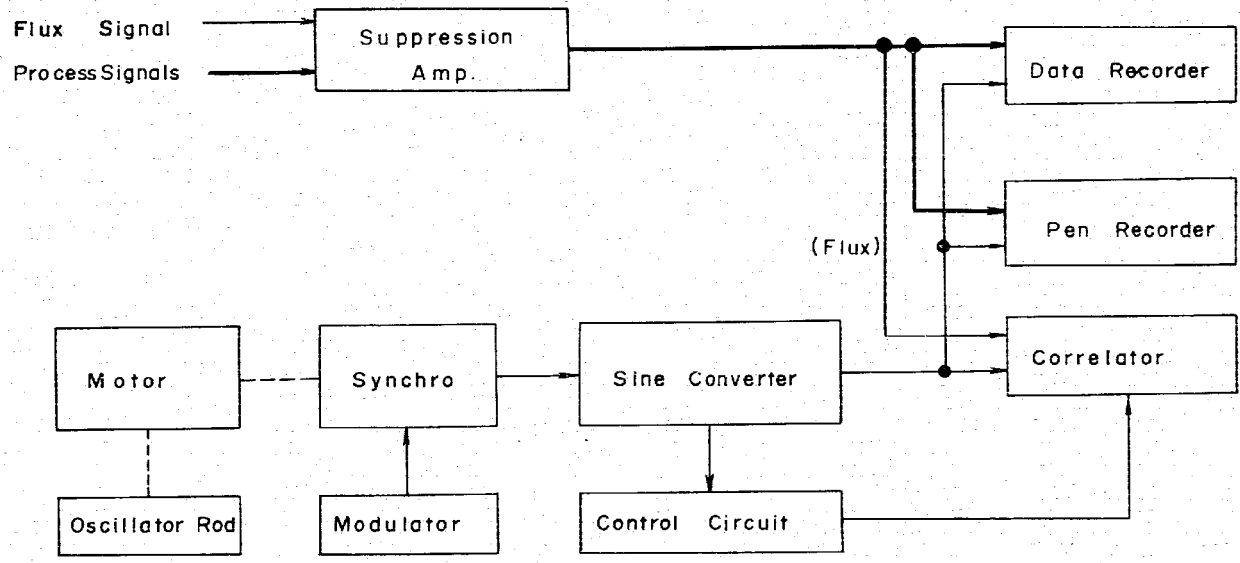 Flux Signal
Process Signals
Suppression
Amp.
Data Recorder
Pen Recorder
(Flux)
Motor
Synchro
Sine Converter
Correlator
Oscillator Rod
Modulator
Control Circuit